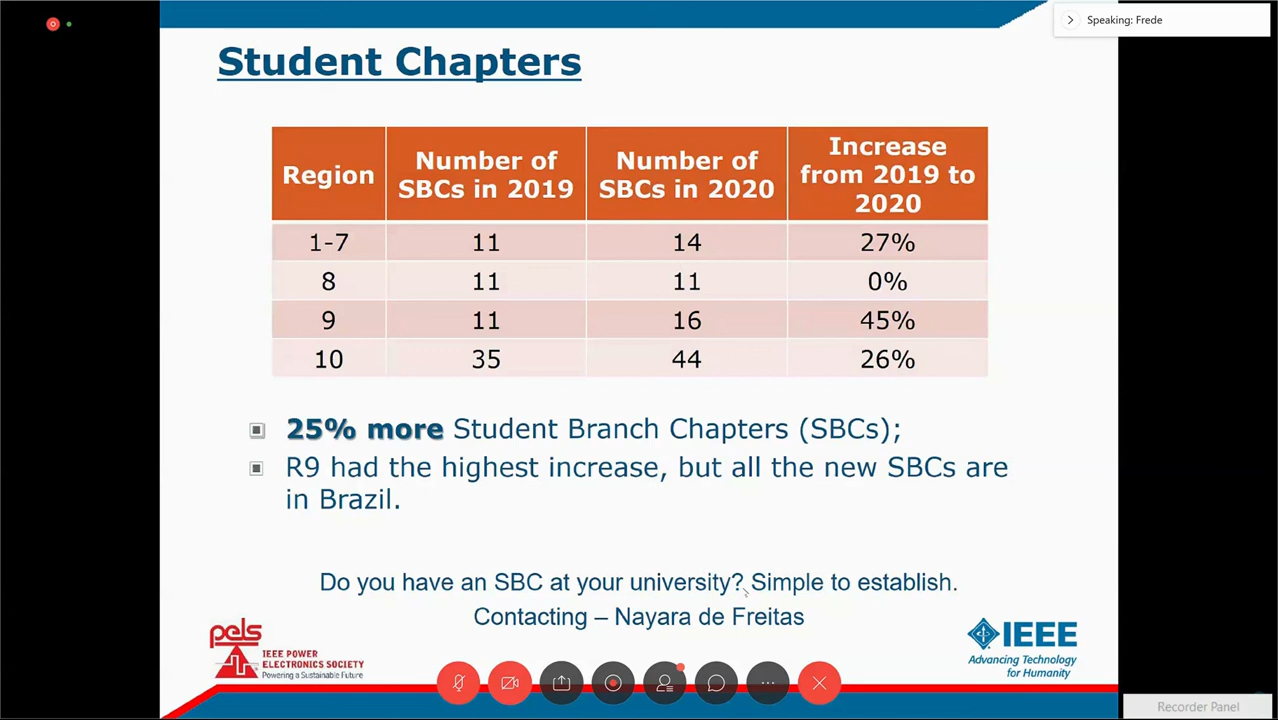 Speaking: Frede
Student Chapters
Region
Number of
SBCs in 2019
Number of
SBCs in 2020
Increase
from 2019 to
2020
1-7 11 14 27%
8 11 11 0%
9 11 16 45%
10 35 44 26%
25% more Student Branch Chapters (SBCs);
R9 had the highest increase, but all the new SBCs are
in Brazil.
Do you have an SBC at your university? Simple to establish.
Contacting – Nayara de Freitas
pels
IEEE POWER
ELECTRONICS SOCIETY
Powering a Sustainable Future
IEEE
Advancing Technology
for Humanity
Recorder Panel